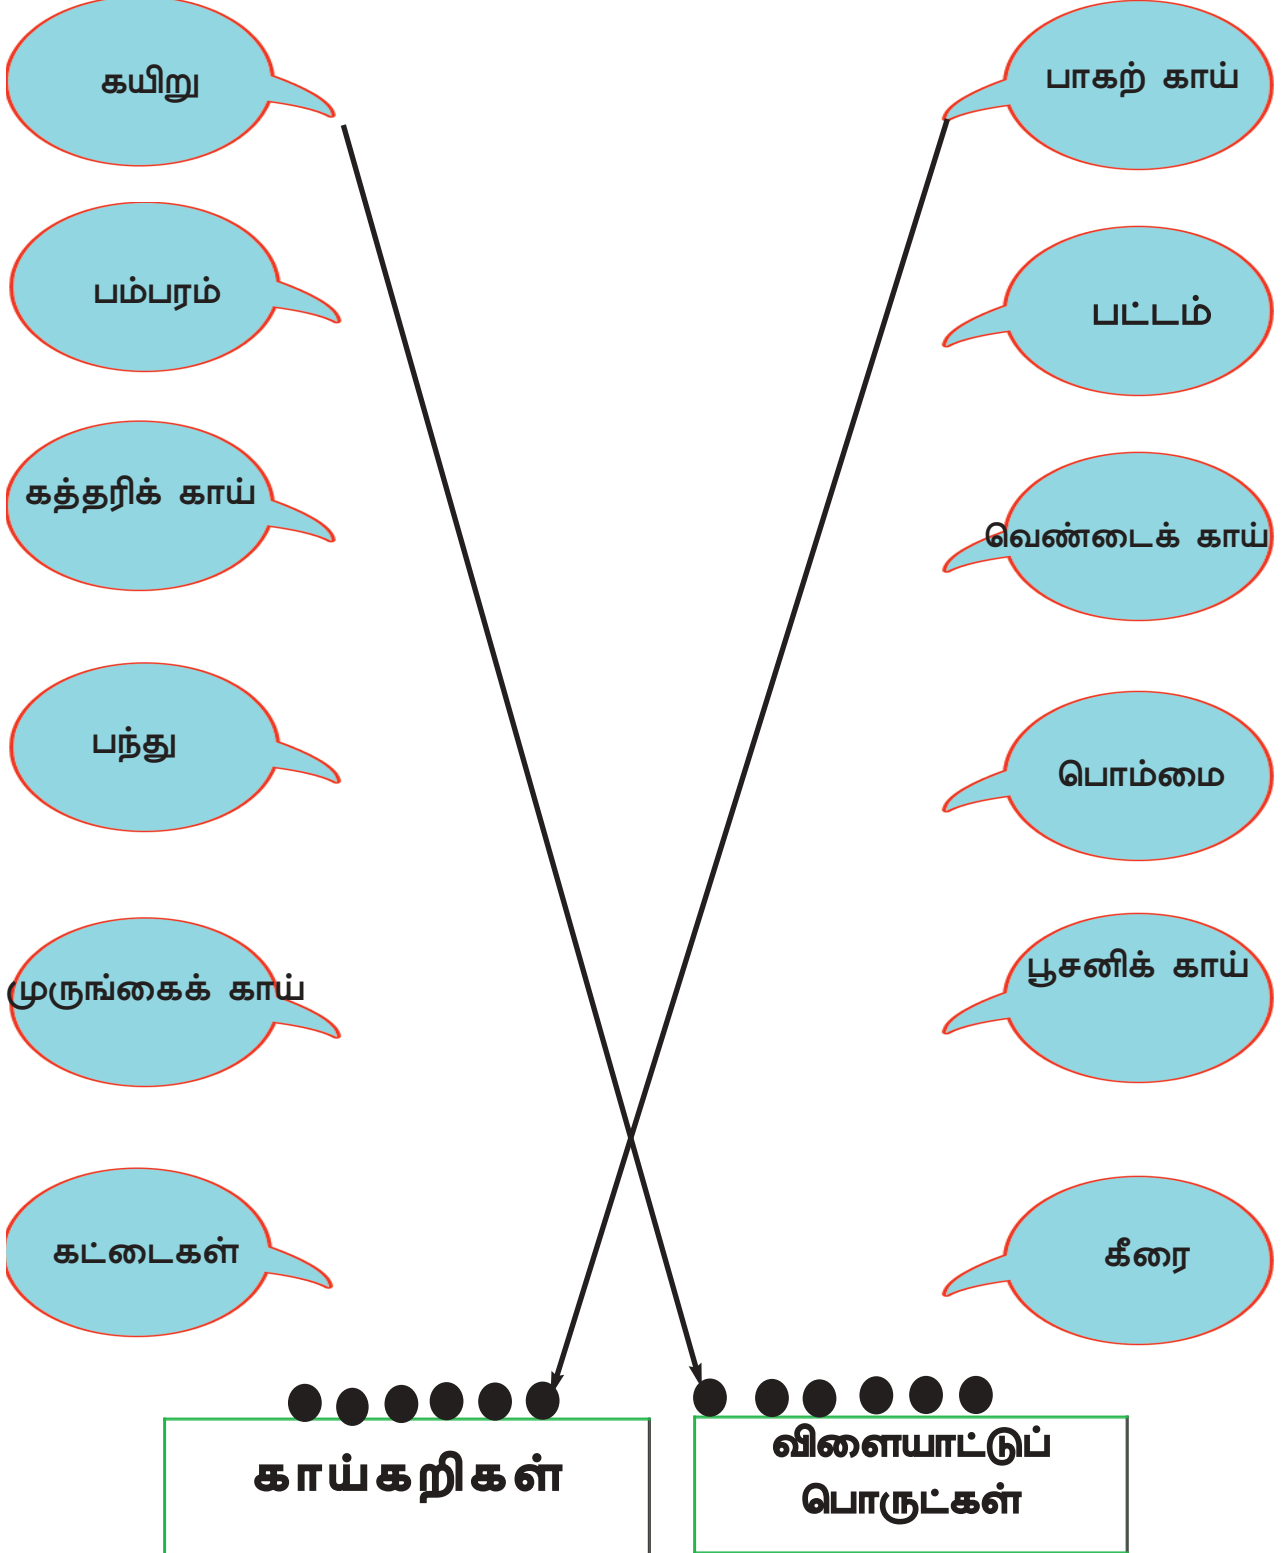 கயிறு
பாகற் காய்
பம்பரம்
பட்டம்
கத்தரிக் காய்
வெண்டைக் காய்
பந்து
பொம்மை
முருங்கைக் காய்
பூசனிக் காய்
கட்டைகள்
கீரை
காய்கறிகள்
விளையாட்டுப்
பொருட்கள்